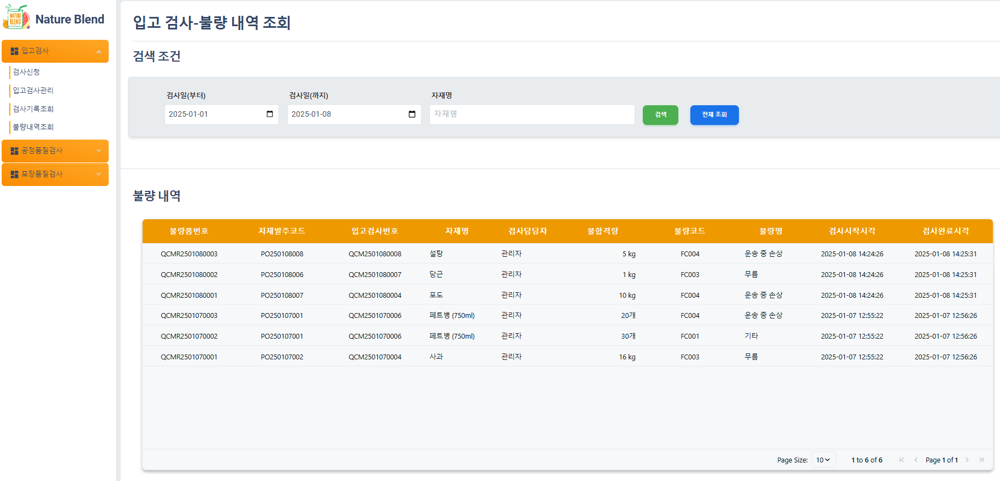 NATURE BLEND
Nature Blend
입고검사
검사신청
입고검사관리
검사기록조회
불량내역조회
공정품질검사
포장품질검사
입고 검사-불량 내역 조회
검색 조건
검사일(부터) 검사일(까지) 자재명
2025-01-01 2025-01-08 자재명 검색 전체 조회
불량 내역
불량품번호 자재발주코드 입고검사번호 자재명 검사담당자 불합격량 불량코드 불량명 검사시작시각 검사완료시각
QCMR2501080003 PO250108008 QCM2501080008 설탕 관리자 5 kg FC004 운송 중 손상 2025-01-08 14:24:26 2025-01-08 14:25:31
QCMR2501080002 PO250108006 QCM2501080007 당근 관리자 1 kg FC003 무름 2025-01-08 14:24:26 2025-01-08 14:25:31
QCMR2501080001 PO250108007 QCM2501080004 포도 관리자 10 kg FC004 운송 중 손상 2025-01-08 14:24:26 2025-01-08 14:25:31
QCMR2501070003 PO250107001 QCM2501070006 페트병 (750ml) 관리자 20개 FC004 운송 중 손상 2025-01-07 12:55:22 2025-01-07 12:56:26
QCMR2501070002 PO250107001 QCM2501070006 페트병 (750ml) 관리자 30개 FC001 기타 2025-01-07 12:55:22 2025-01-07 12:56:26
QCMR2501070001 PO250107002 QCM2501070004 사과 관리자 16 kg FC003 무름 2025-01-07 12:55:22 2025-01-07 12:56:26
Page Size: 10 1 to 6 of 6 Page 1 of 1